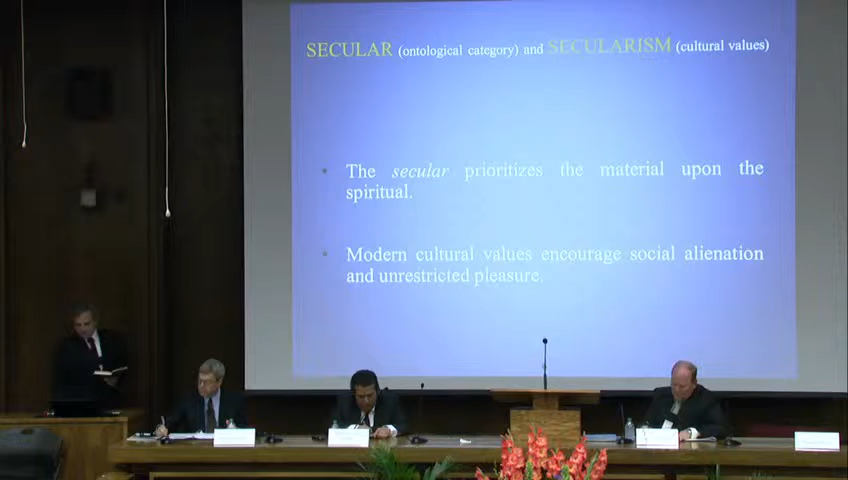 SECULAR (ontological category) and SECULARISM (cultural values)
The secular prioritizes the material upon the
spiritual.
Modern cultural values encourage social alienation
and unrestricted pleasure.